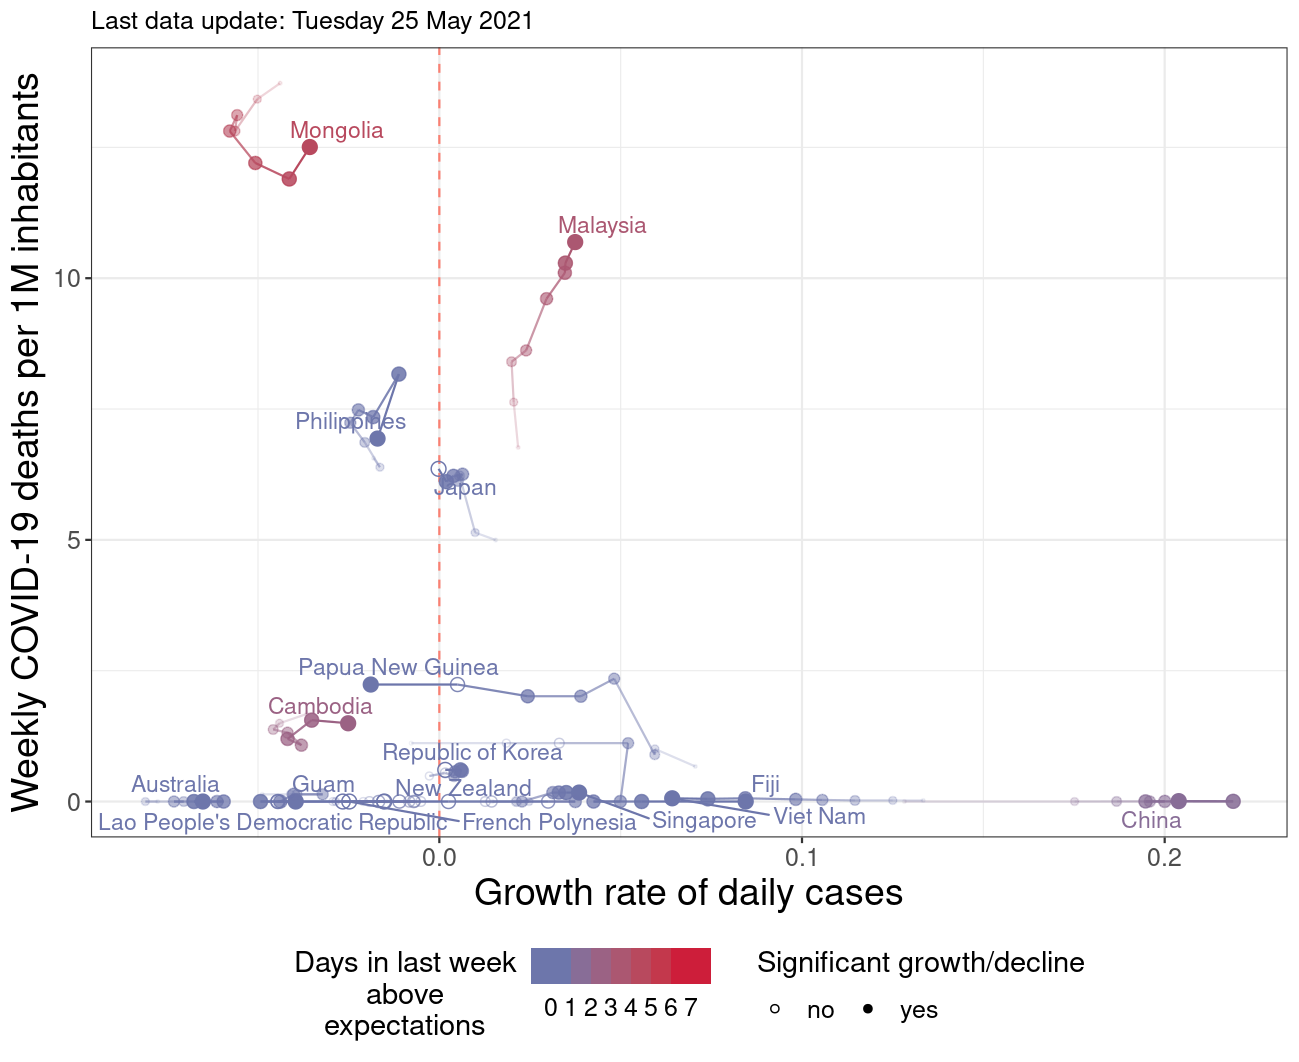 Last data update: Tuesday 25 May 2021
Weekly COVID-19 deaths per 1M inhabitants
10
5
0
Mongolia
Malaysia
Philippines
Japan
Papua New Guinea
Cambodia
Republic of Korea
Australia
Guam
New Zealand
Fiji
Lao People's Democratic Republic
French Polynesia
Singapore
Viet Nam
China
0.0
0.1
0.2
Growth rate of daily cases
Days in last week
above
expectations
0 1 2 3 4 5 6 7
Significant growth/decline
no
yes